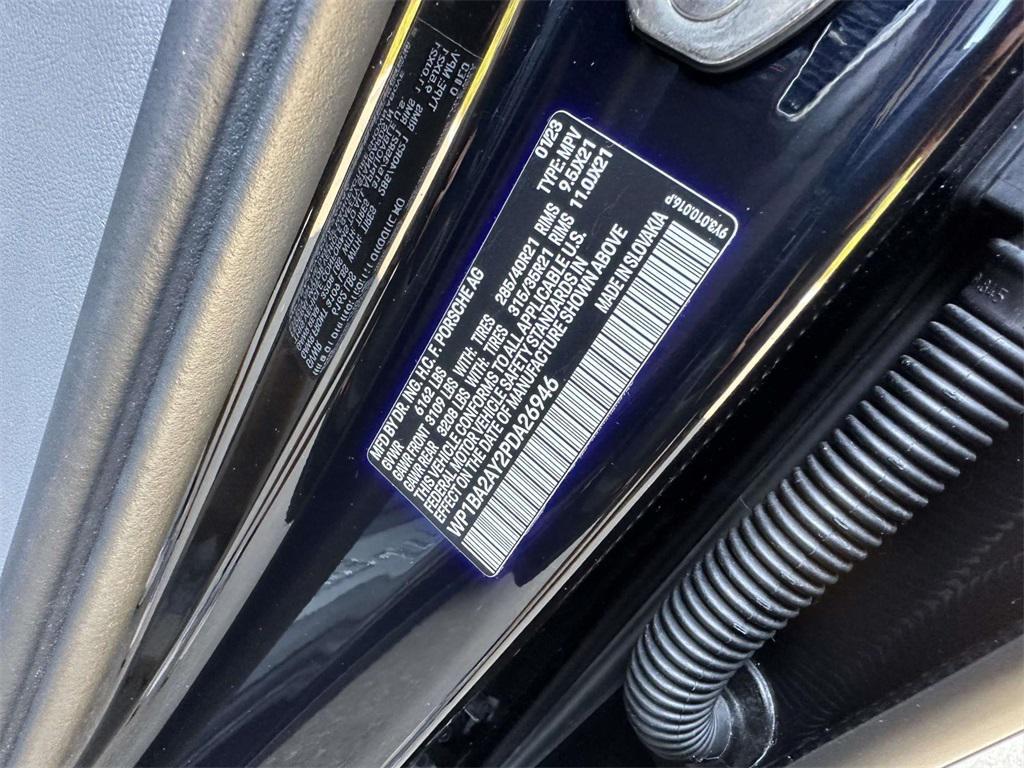 MFD BY DR. ING. H.C. F. PORSCHE AG 01/23
GVWR 6162 LBS TYPE: MPV
GAWR FRONT 3109 LBS WITH: TIRES 285/40R21 RIMS 9.5JX21
GAWR REAR 3208 LBS WITH: TIRES 315/35R21 RIMS 11.0JX21
THIS VEHICLE CONFORMS TO ALL APPLICABLE U.S.
FEDERAL MOTOR VEHICLE SAFETY STANDARDS IN
EFFECT ON THE DATE OF MANUFACTURE SHOWN ABOVE
WP1BA2AY2PDA26946 MADE IN SLOVAKIA
9Y3.010.016.P